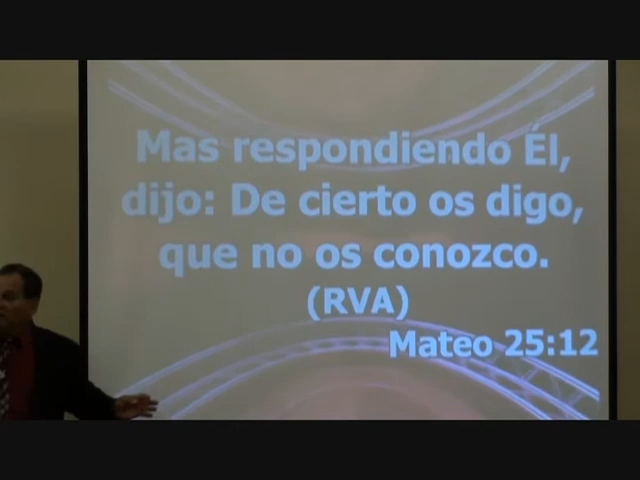 Mas respondiendo Él,
dijo: De cierto os digo,
que no os conozco.
(RVA)
Mateo 25:12